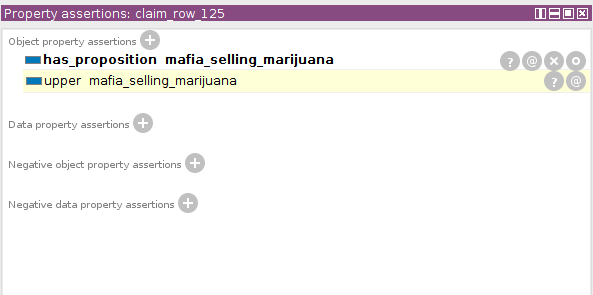 Property assertions: claim_row_125
Object property assertions
has_proposition mafia_selling_marijuana
upper mafia_selling_marijuana
Data property assertions
Negative object property assertions
Negative data property assertions